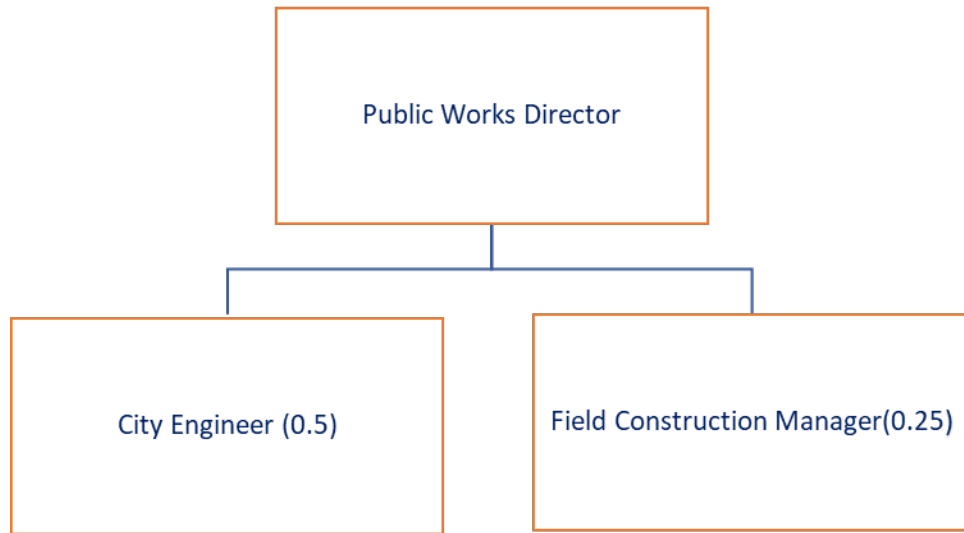 Public Works Director
City Engineer (0.5)
Field Construction Manager(0.25)